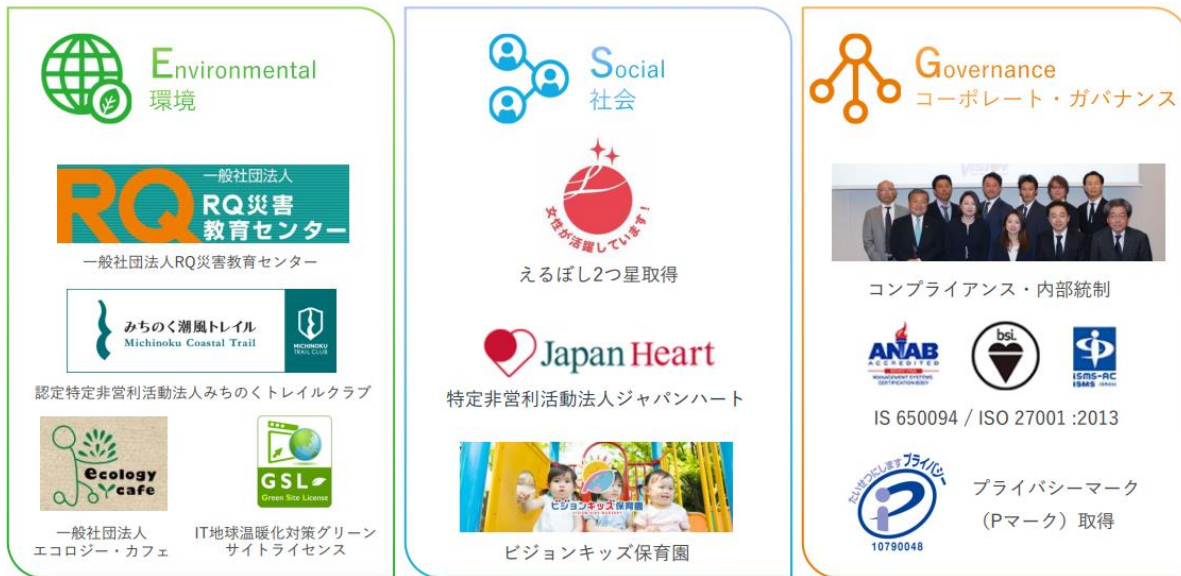 Environmental
環境
一般社団法人
RQ
RQ災害
教育センター
一般社団法人RQ災害教育センター
みちのく潮風トレイル
Michinoku Coastal Trail
MICHINOKU
TRAIL CLUB
認定特定非営利活動法人みちのくトレイルクラブ
ecology
cafe
一般社団法人
エコロジー・カフェ
GSL
Green Site License
IT地球温暖化対策グリーン
サイトライセンス
Social
社会
L
女性が活躍しています!
えるぼし2つ星取得
Japan Heart
特定非営利活動法人ジャパンハート
ビジョンキッズ保育園
VISION KIDS NURSERY
ビジョンキッズ保育園
Governance
コーポレート・ガバナンス
コンプライアンス・内部統制
ANAB
ACCREDITED
MANAGEMENT SYSTEMS
CERTIFICATION BODY
bsi.
ISMS-AC
ISMS
IS 650094 / ISO 27001 :2013
たいせつにしますプライバシー
10790048
プライバシーマーク
（Pマーク）取得